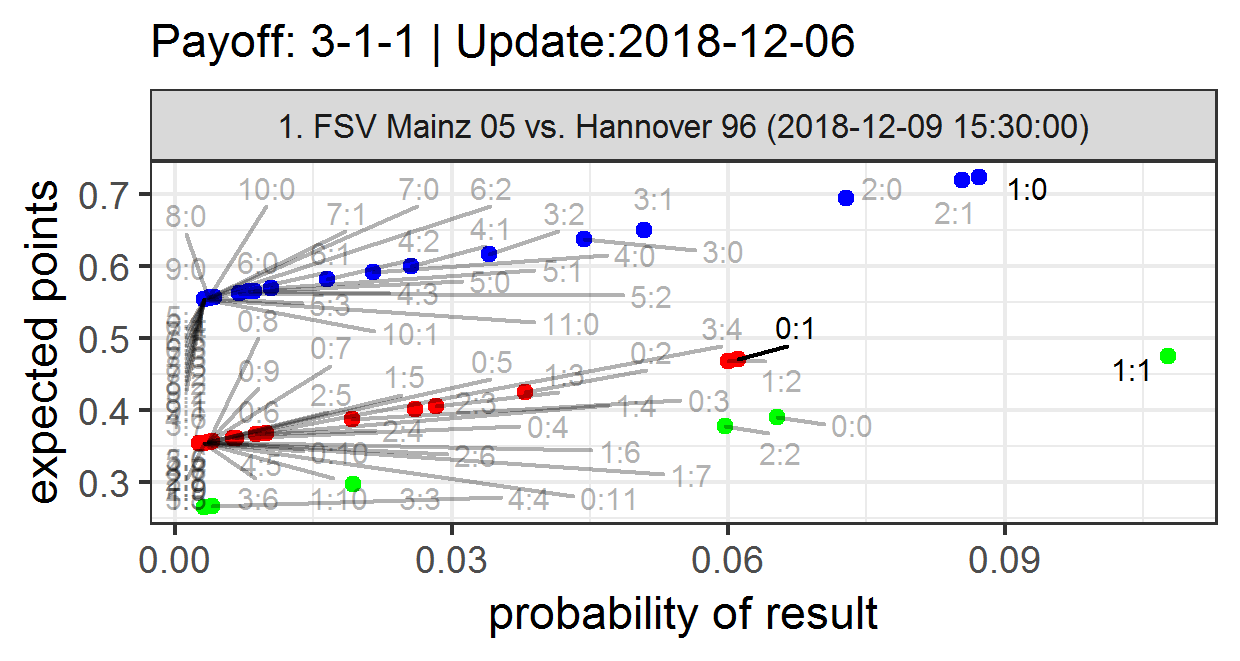 Payoff: 3-1-1 | Update:2018-12-06
1. FSV Mainz 05 vs. Hannover 96 (2018-12-09 15:30:00)
expected points
0.7
0.6
0.5
0.4
0.3
10:0 7:0 6:2 3:1 2:0 1:0
8:0 7:1 4:1 3:2 2:1
9:0 6:0 6:1 4:2 4:0 3:0
5:3 4:3 5:0 5:1 5:2
0:8 10:1 11:0 3:4 0:1
0:7 0:2
0:9 1:5 0:5 1:3 1:2 1:1
0:6 2:5 2:3 1:4 0:3
2:4 0:4 0:0
4:5 0:10 2:6 1:6 2:2
1:7
3:6 1:10 3:3 4:4 0:11
0.00 0.03 0.06 0.09
probability of result